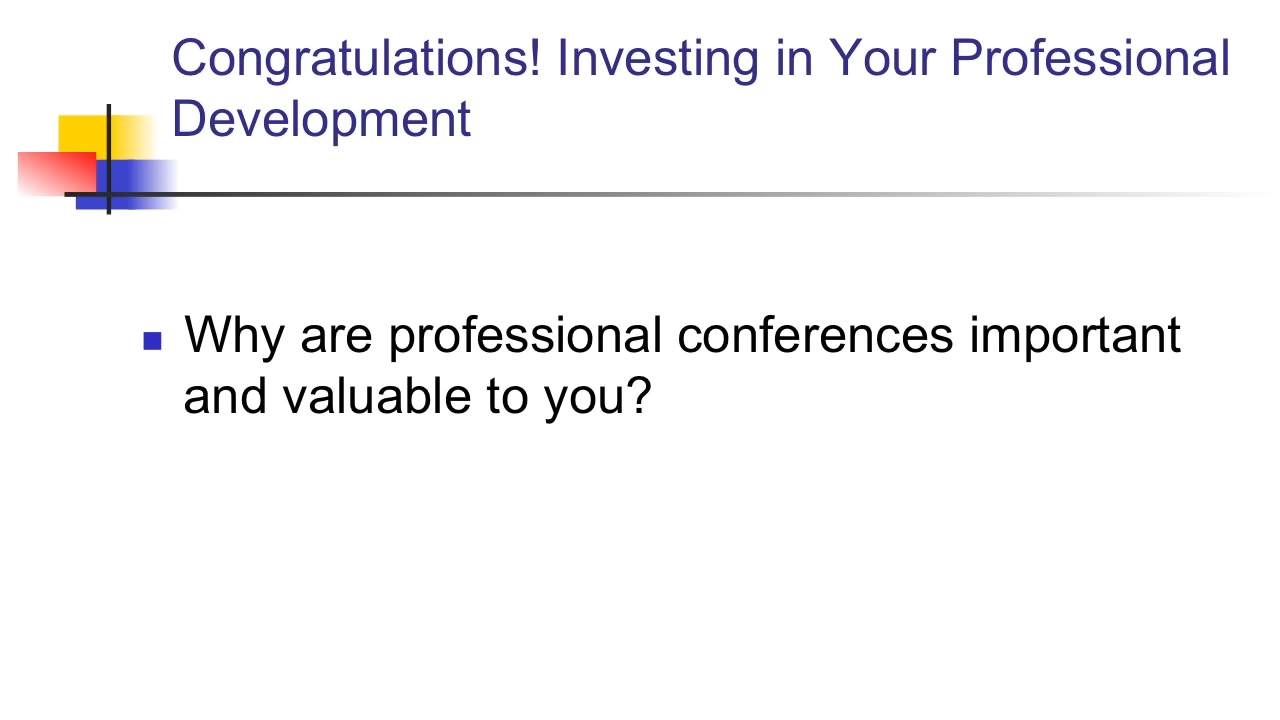 Congratulations! Investing in Your Professional
Development
Why are professional conferences important
and valuable to you?